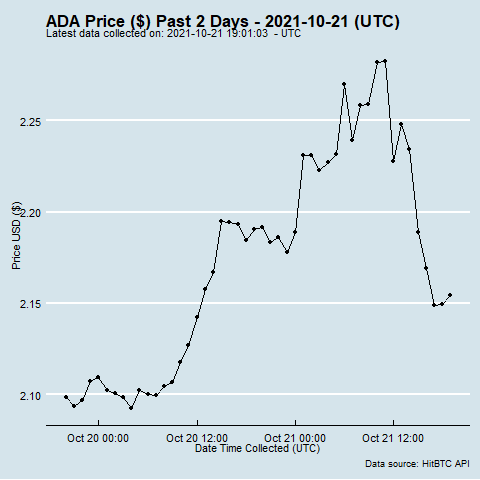 ADA Price ($) Past 2 Days - 2021-10-21 (UTC)
Latest data collected on: 2021-10-21 19:01:03  - UTC
2.25
2.20
2.15
2.10
Price USD ($)
Oct 20 00:00
Oct 20 12:00
Oct 21 00:00
Oct 21 12:00
Date Time Collected (UTC)
Data source: HitBTC API